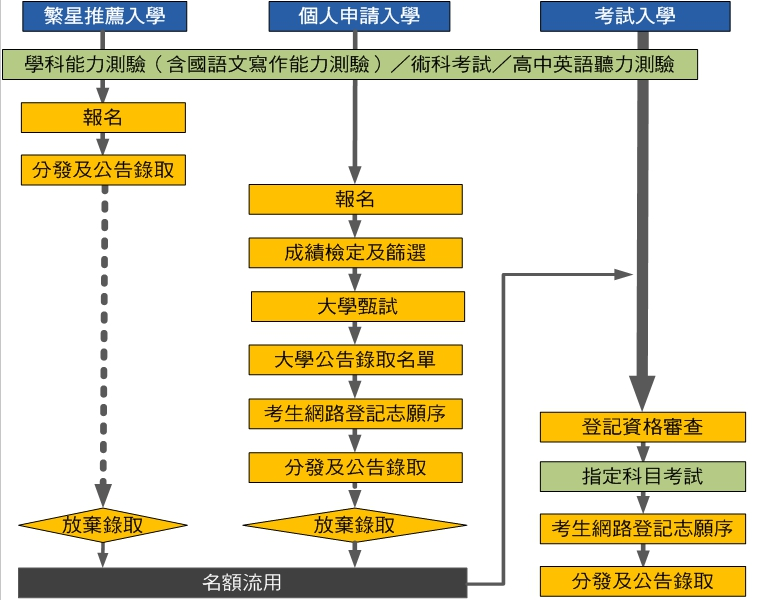 繁星推薦入學
個人申請入學
考試入學
學科能力測驗（含國語文寫作能力測驗）／術科考試／高中英語聽力測驗
報名
分發及公告錄取
放棄錄取
報名
成績檢定及篩選
大學甄試
大學公告錄取名單
考生網路登記志願序
分發及公告錄取
放棄錄取
名額流用
登記資格審查
指定科目考試
考生網路登記志願序
分發及公告錄取